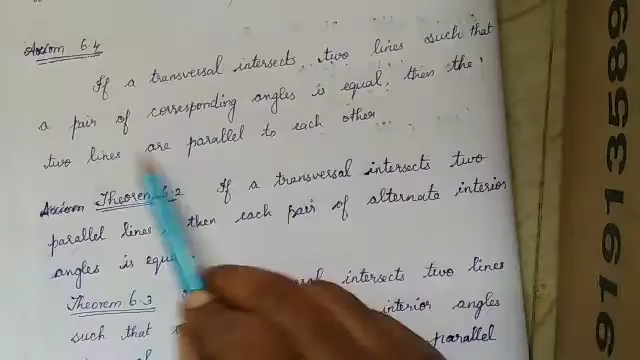 Axiom 6.4
If a transversal intersects two lines such that
a pair of corresponding angles is equal, then the
two lines are parallel to each other
Axiom Theorem 6.2 If a transversal intersects two
parallel lines, then each pair of alternate interior
angles is equal
Theorem 6.3 intersects two lines
such that interior angles
parallel
91913589